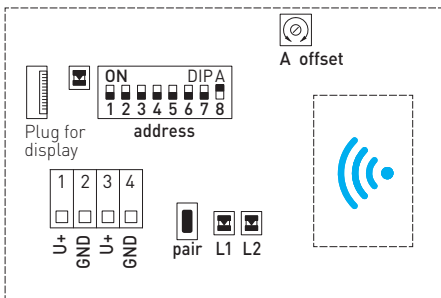 A offset
ON DIP A
1 2 3 4 5 6 7 8
address
Plug for
display
1 2 3 4
U+ GND U+ GND
pair L1 L2